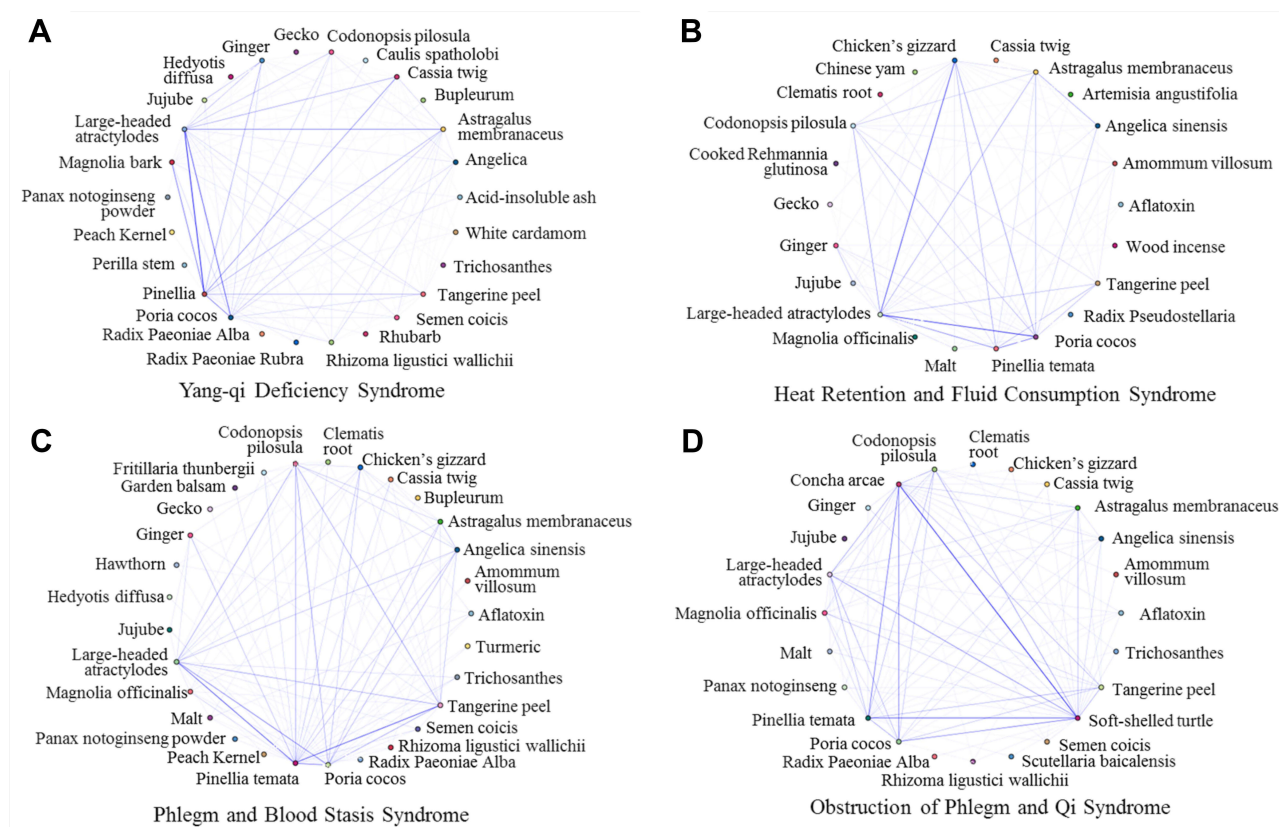 A
Gecko
Codonopsis pilosula
Ginger
Caulis spatholobi
Hedyotis
diffusa
Cassia twig
Jujube
Bupleurum
Large-headed
atractylodes
Astragalus
membranaceus
Magnolia bark
Angelica
Panax notoginseng
powder
Acid-insoluble ash
Peach Kernel
White cardamom
Perilla stem
Trichosanthes
Pinellia
Tangerine peel
Poria cocos
Semen coicis
Radix Paeoniae Alba
Rhubarb
Radix Paeoniae Rubra
Rhizoma ligustici wallichii
Yang-qi Deficiency Syndrome
B
Chicken's gizzard
Cassia twig
Chinese yam
Astragalus membranaceus
Clematis root
Artemisia angustifolia
Codonopsis pilosula
Angelica sinensis
Cooked Rehmannia
glutinosa
Amommum villosum
Gecko
Aflatoxin
Ginger
Wood incense
Jujube
Tangerine peel
Large-headed atractylodes
Radix Pseudostellaria
Magnolia officinalis
Poria cocos
Malt
Pinellia temata
Heat Retention and Fluid Consumption Syndrome
C
Codonopsis
pilosula
Clematis
root
Fritillaria thunbergii
Chicken's gizzard
Garden balsam
Cassia twig
Gecko
Bupleurum
Ginger
Astragalus membranaceus
Hawthorn
Angelica sinensis
Hedyotis diffusa
Amommum
villosum
Jujube
Aflatoxin
Large-headed
atractylodes
Turmeric
Magnolia officinalis
Trichosanthes
Malt
Tangerine peel
Panax notoginseng powder
Semen coicis
Peach Kernel
Rhizoma ligustici wallichii
Pinellia temata
Radix Paeoniae Alba
Poria cocos
Phlegm and Blood Stasis Syndrome
D
Codonopsis
pilosula
Clematis
root
Concha arcae
Chicken's gizzard
Ginger
Cassia twig
Jujube
Astragalus membranaceus
Large-headed
atractylodes
Angelica sinensis
Magnolia officinalis
Amommum
villosum
Malt
Aflatoxin
Panax notoginseng
Trichosanthes
Pinellia temata
Tangerine peel
Poria cocos
Soft-shelled turtle
Radix Paeoniae Alba
Semen coicis
Rhizoma ligustici wallichii
Scutellaria baicalensis
Obstruction of Phlegm and Qi Syndrome